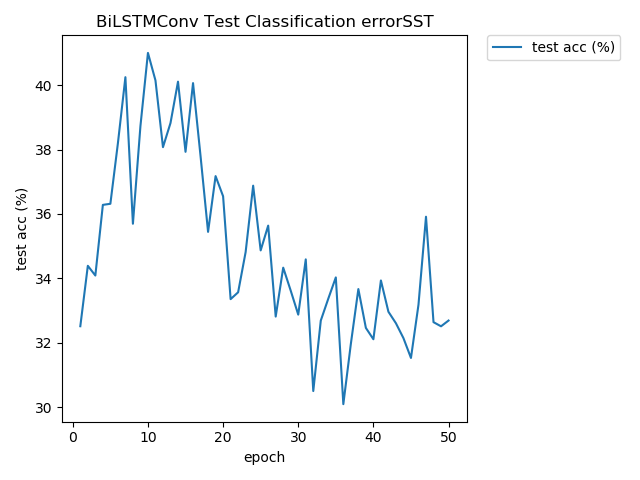 BiLSTMConv Test Classification errorSST
test acc (%)
test acc (%)
40
38
36
34
32
30
0 10 20 30 40 50
epoch